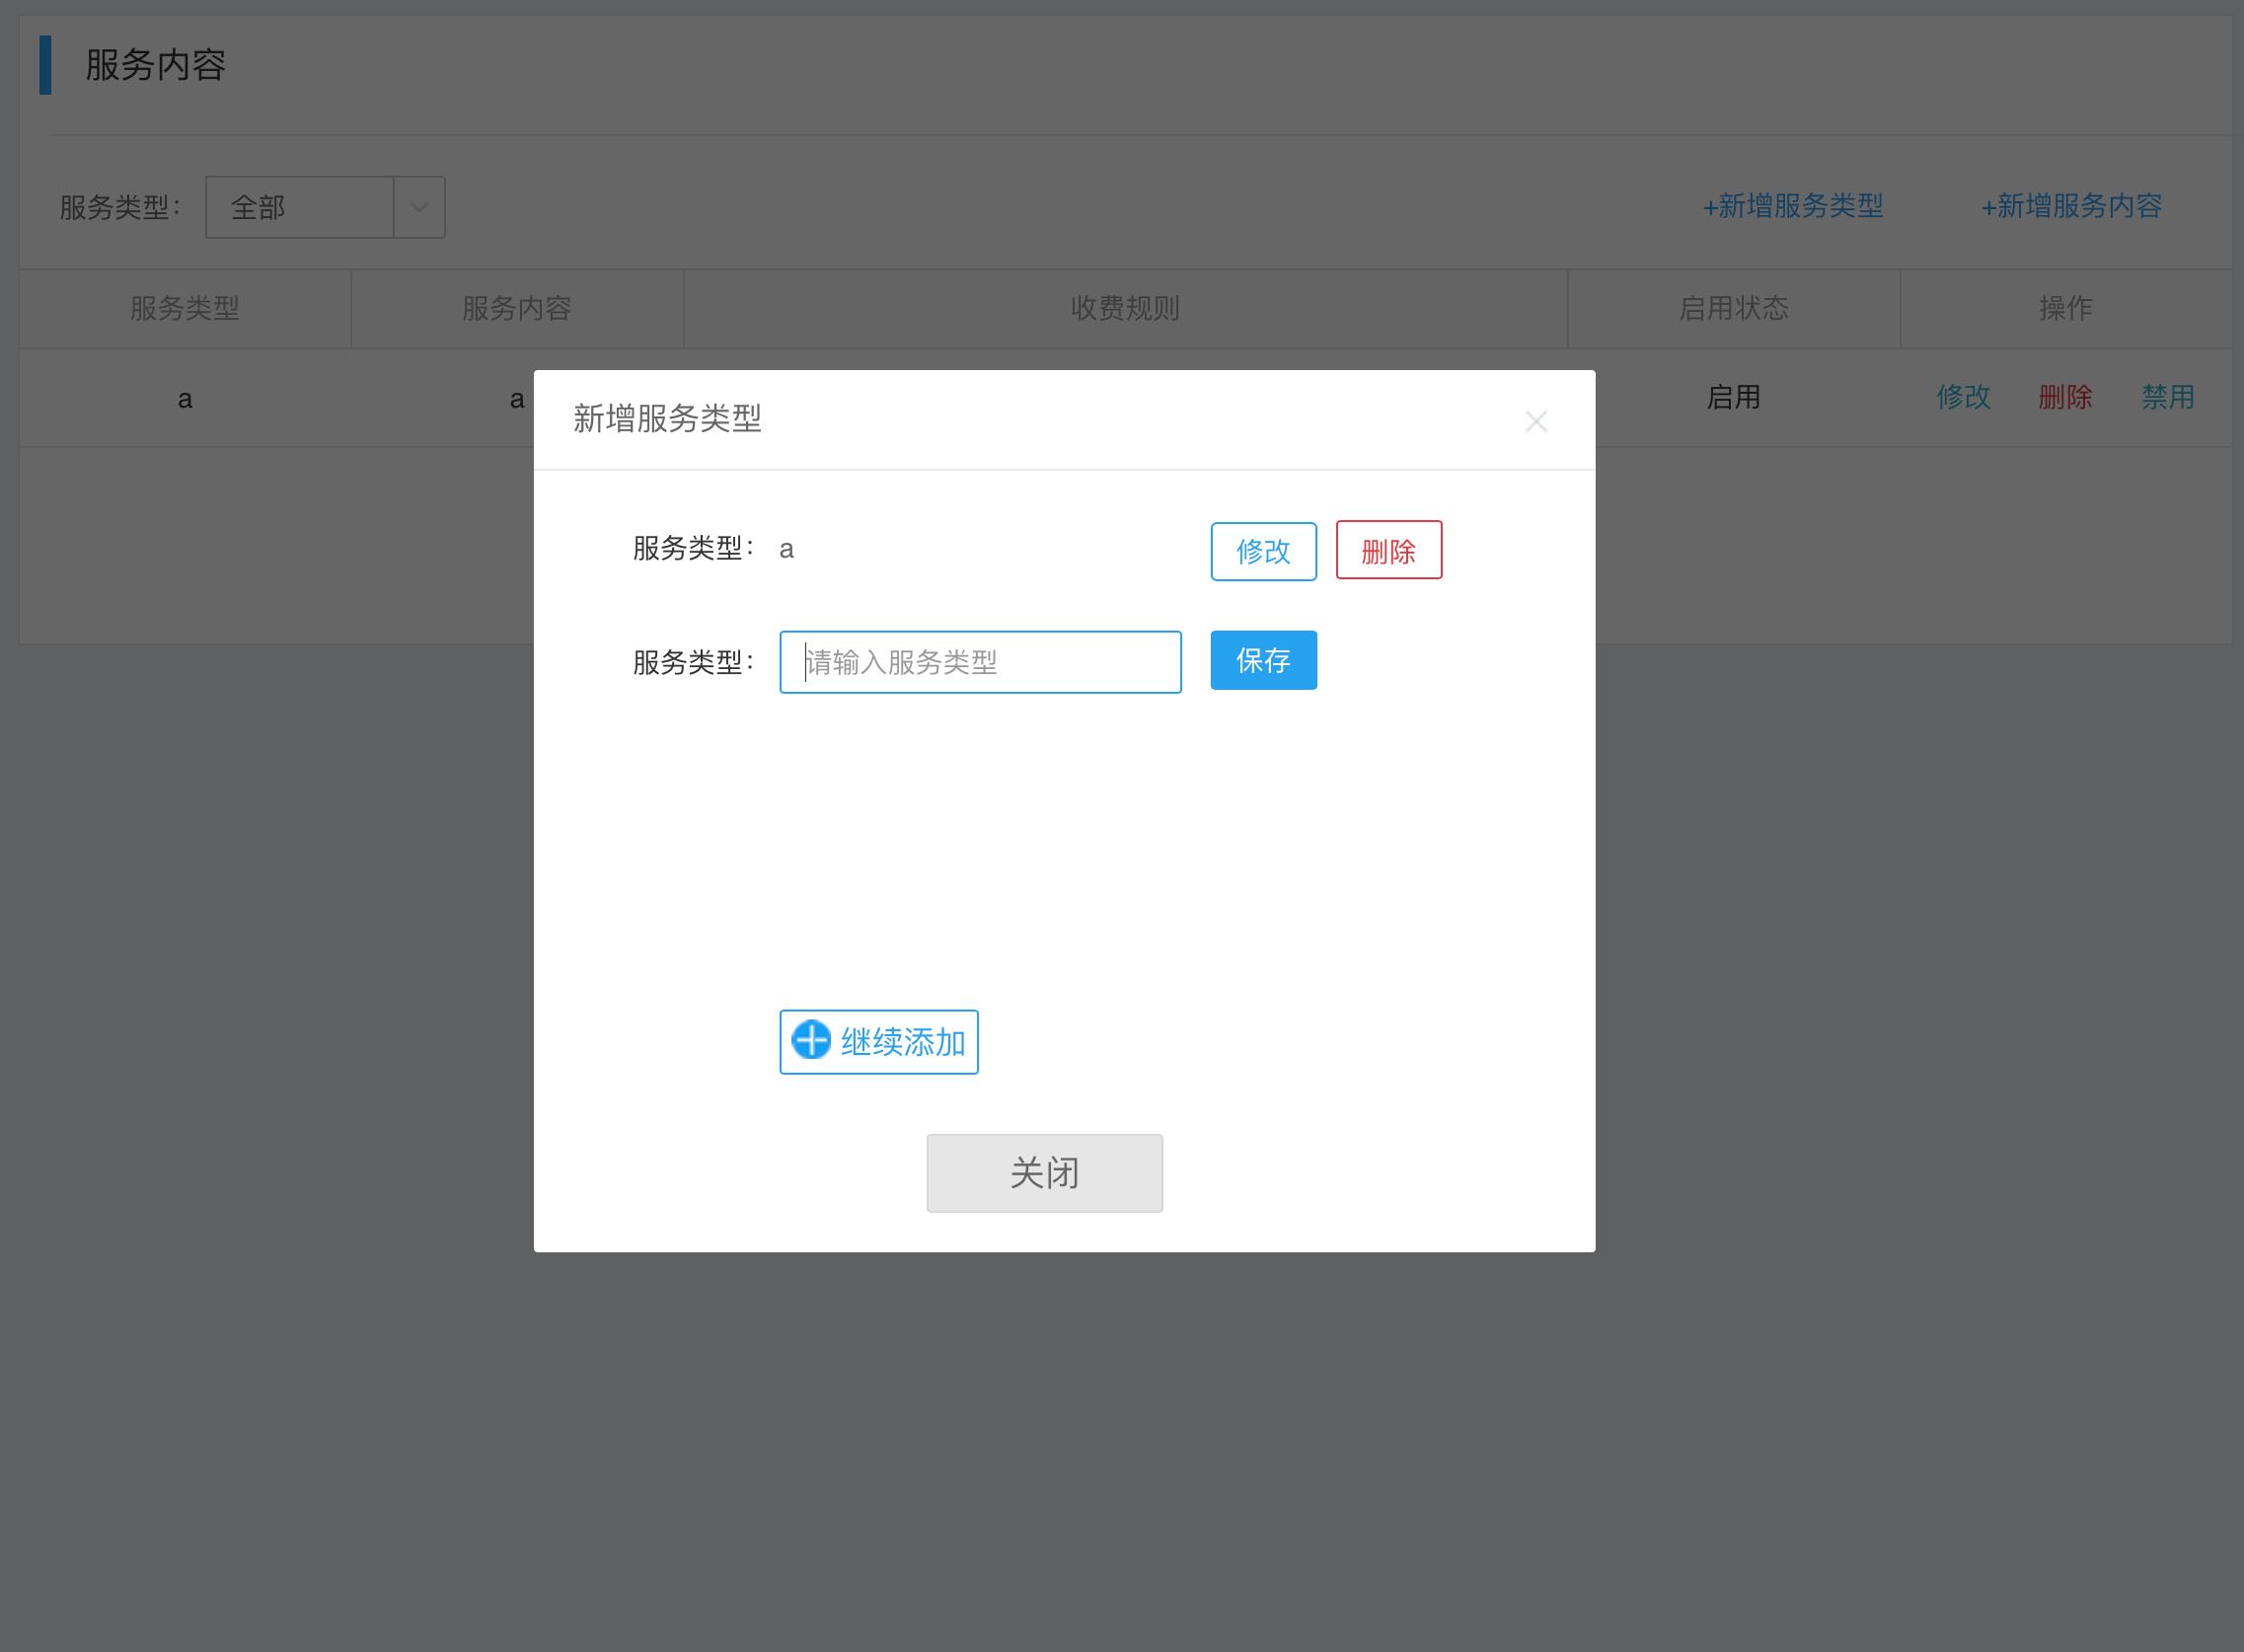 服务内容
服务类型： 全部 +新增服务类型 +新增服务内容
服务类型 服务内容 收费规则 启用状态 操作
a a 启用 修改 删除 禁用
新增服务类型
服务类型： a 修改 删除
服务类型： 请输入服务类型 保存
继续添加
关闭